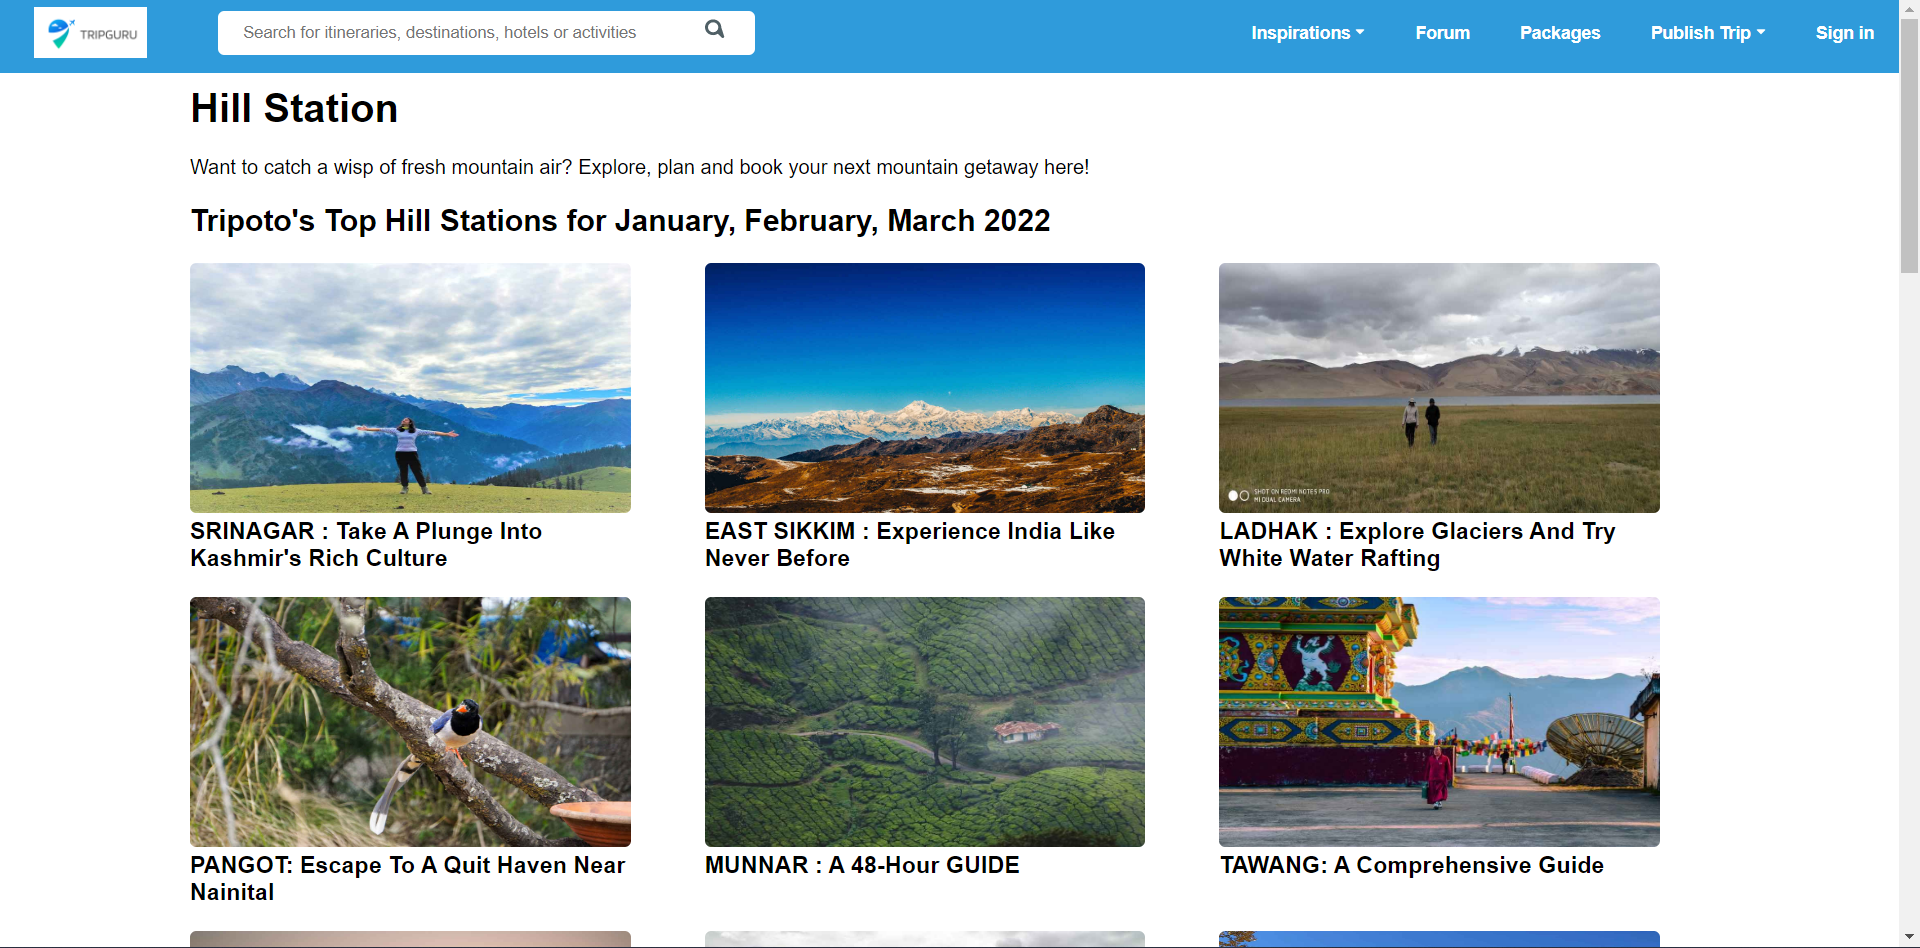 TRIPGURU
Search for itineraries, destinations, hotels or activities
Inspirations
Forum
Packages
Publish Trip
Sign in
Hill Station
Want to catch a wisp of fresh mountain air? Explore, plan and book your next mountain getaway here!
Tripoto's Top Hill Stations for January, February, March 2022
SHOT ON REDMI NOTE5 PRO
MI DUAL CAMERA
SRINAGAR : Take A Plunge Into
Kashmir's Rich Culture
EAST SIKKIM : Experience India Like
Never Before
LADHAK : Explore Glaciers And Try
White Water Rafting
PANGOT: Escape To A Quit Haven Near
Nainital
MUNNAR : A 48-Hour GUIDE
TAWANG: A Comprehensive Guide